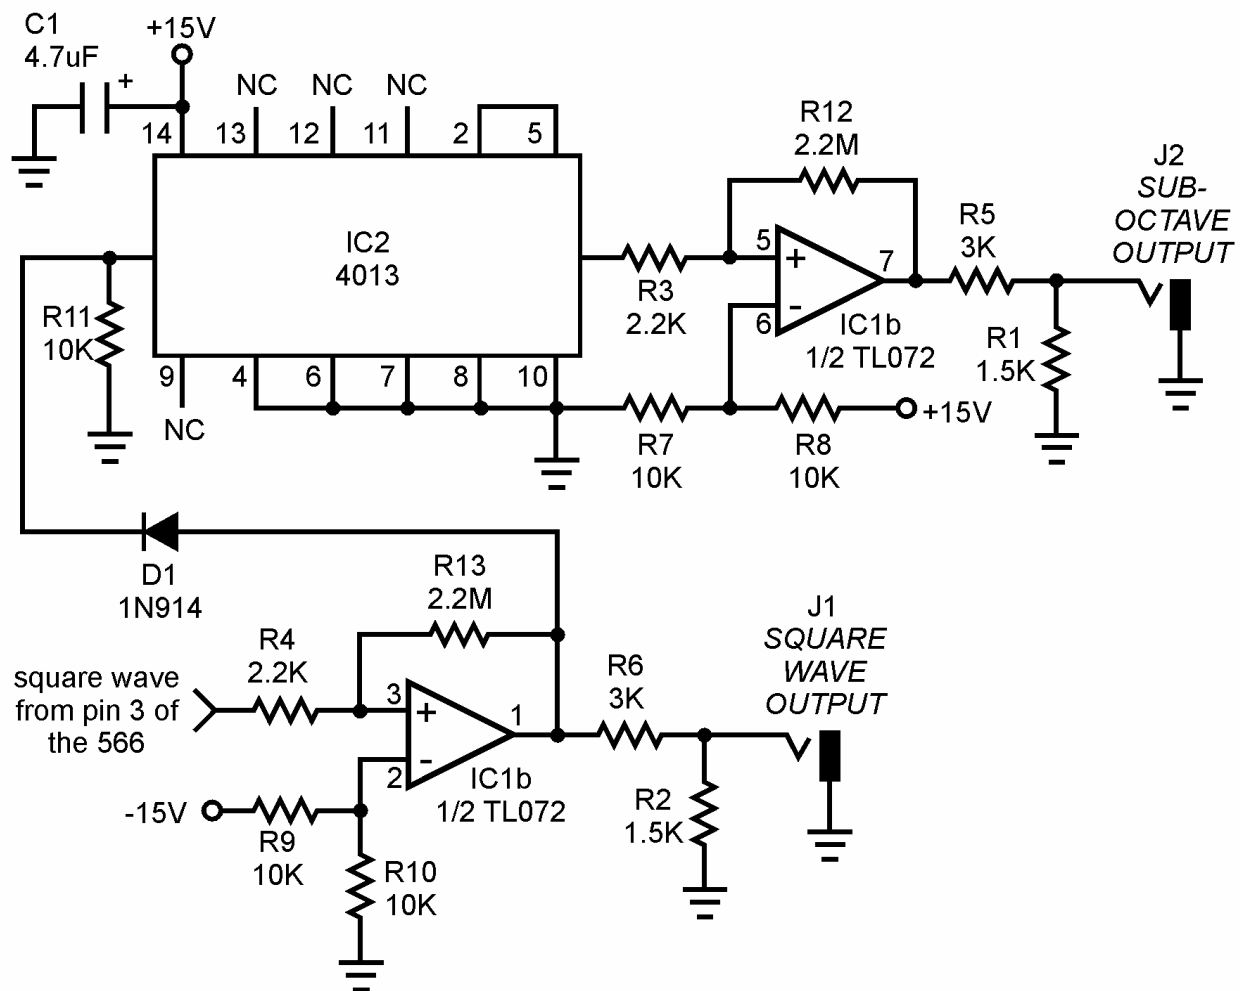 C1
4.7uF
+
+15V
NC
NC
NC
14
13
12
11
2
5
IC2
4013
R11
10K
9
4
6
7
8
10
NC
R3
2.2K
R12
2.2M
5
+
-
6
7
IC1b
1/2 TL072
R5
3K
R1
1.5K
J2
SUB-
OCTAVE
OUTPUT
R7
10K
R8
10K
+15V
D1
1N914
R13
2.2M
R4
2.2K
square wave
from pin 3 of
the 566
3
+
-
2
1
IC1b
1/2 TL072
-15V
R9
10K
R10
10K
R6
3K
R2
1.5K
J1
SQUARE
WAVE
OUTPUT